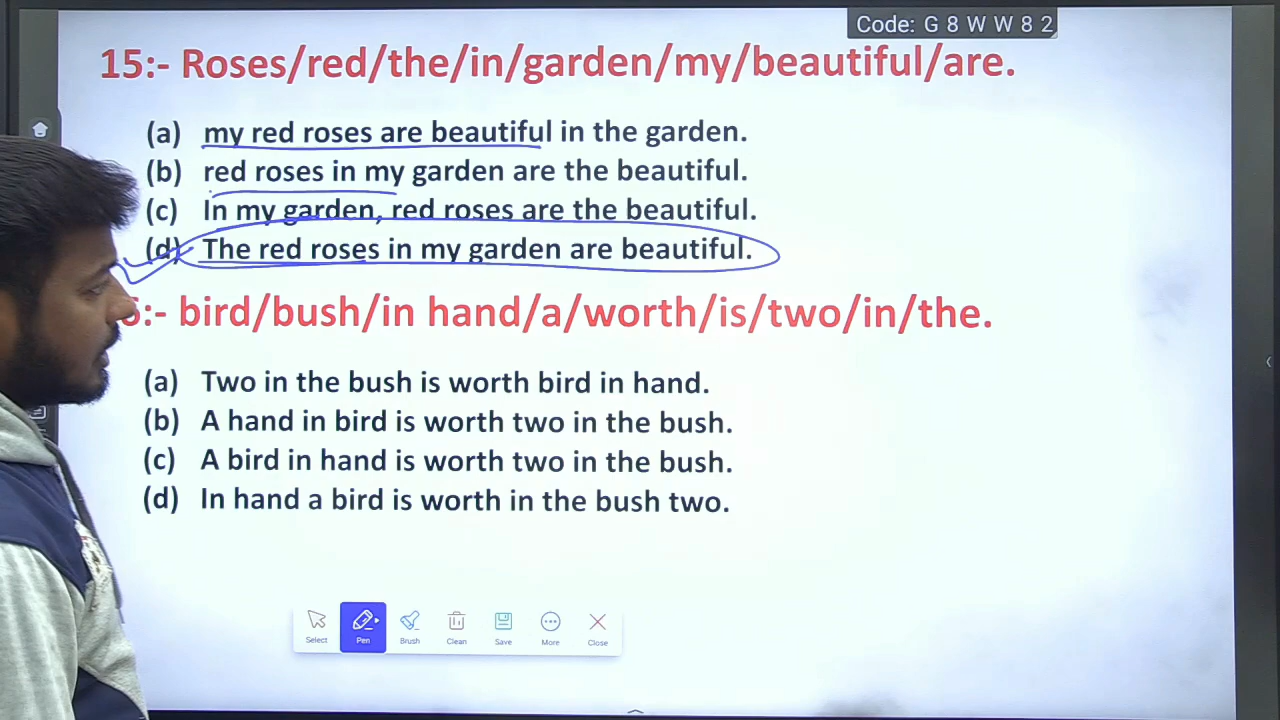 Code: G 8 W W 8 2
15:- Roses/red/the/in/garden/my/beautiful/are.
(a) my red roses are beautiful in the garden.
(b) red roses in my garden are the beautiful.
(c) In my garden, red roses are the beautiful.
(d) The red roses in my garden are beautiful.
6:- bird/bush/in hand/a/worth/is/two/in/the.
(a) Two in the bush is worth bird in hand.
(b) A hand in bird is worth two in the bush.
(c) A bird in hand is worth two in the bush.
(d) In hand a bird is worth in the bush two.
Select Pen Brush Clean Save More Close